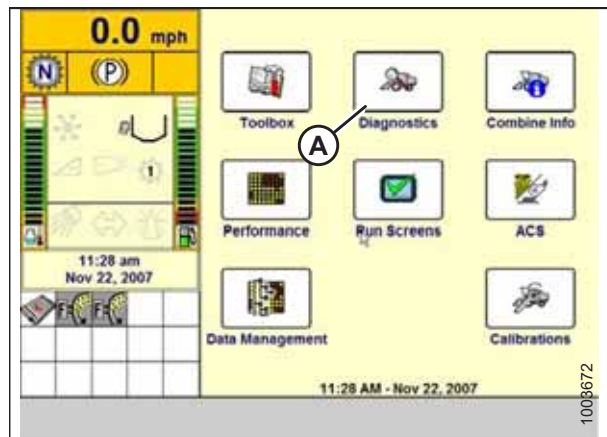 0.0 mph
N
(P)
1
11:28 am
Nov 22, 2007
F= F=
Toolbox
Diagnostics
Combine Info
A
Performance
Run Screens
ACS
Data Management
Calibrations
11:28 AM - Nov 22, 2007
1003672